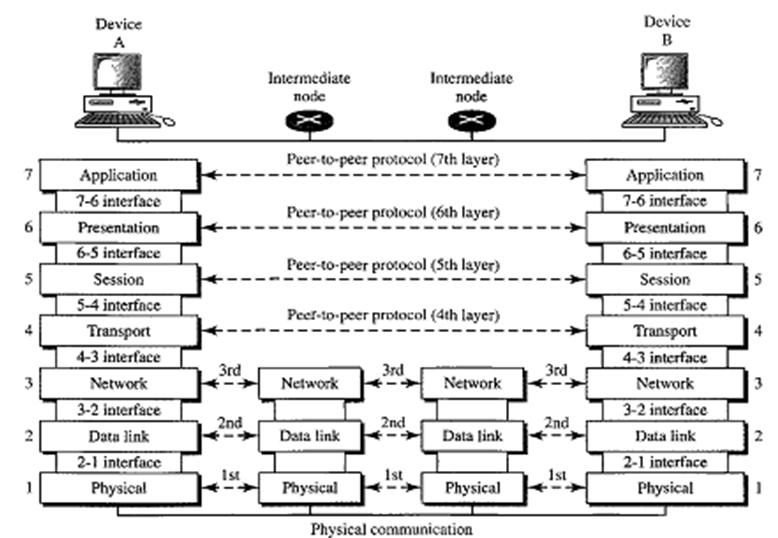 Device
A
Device
B
Intermediate
node
Intermediate
node
7 Application Peer-to-peer protocol (7th layer) Application 7
7-6 interface 7-6 interface
6 Presentation Peer-to-peer protocol (6th layer) Presentation 6
6-5 interface 6-5 interface
5 Session Peer-to-peer protocol (5th layer) Session 5
5-4 interface 5-4 interface
4 Transport Peer-to-peer protocol (4th layer) Transport 4
4-3 interface 4-3 interface
3 Network 3rd Network 3rd Network 3rd Network 3
3-2 interface 3-2 interface
2 Data link 2nd Data link 2nd Data link 2nd Data link 2
2-1 interface 2-1 interface
1 Physical 1st Physical 1st Physical 1st Physical 1
Physical communication